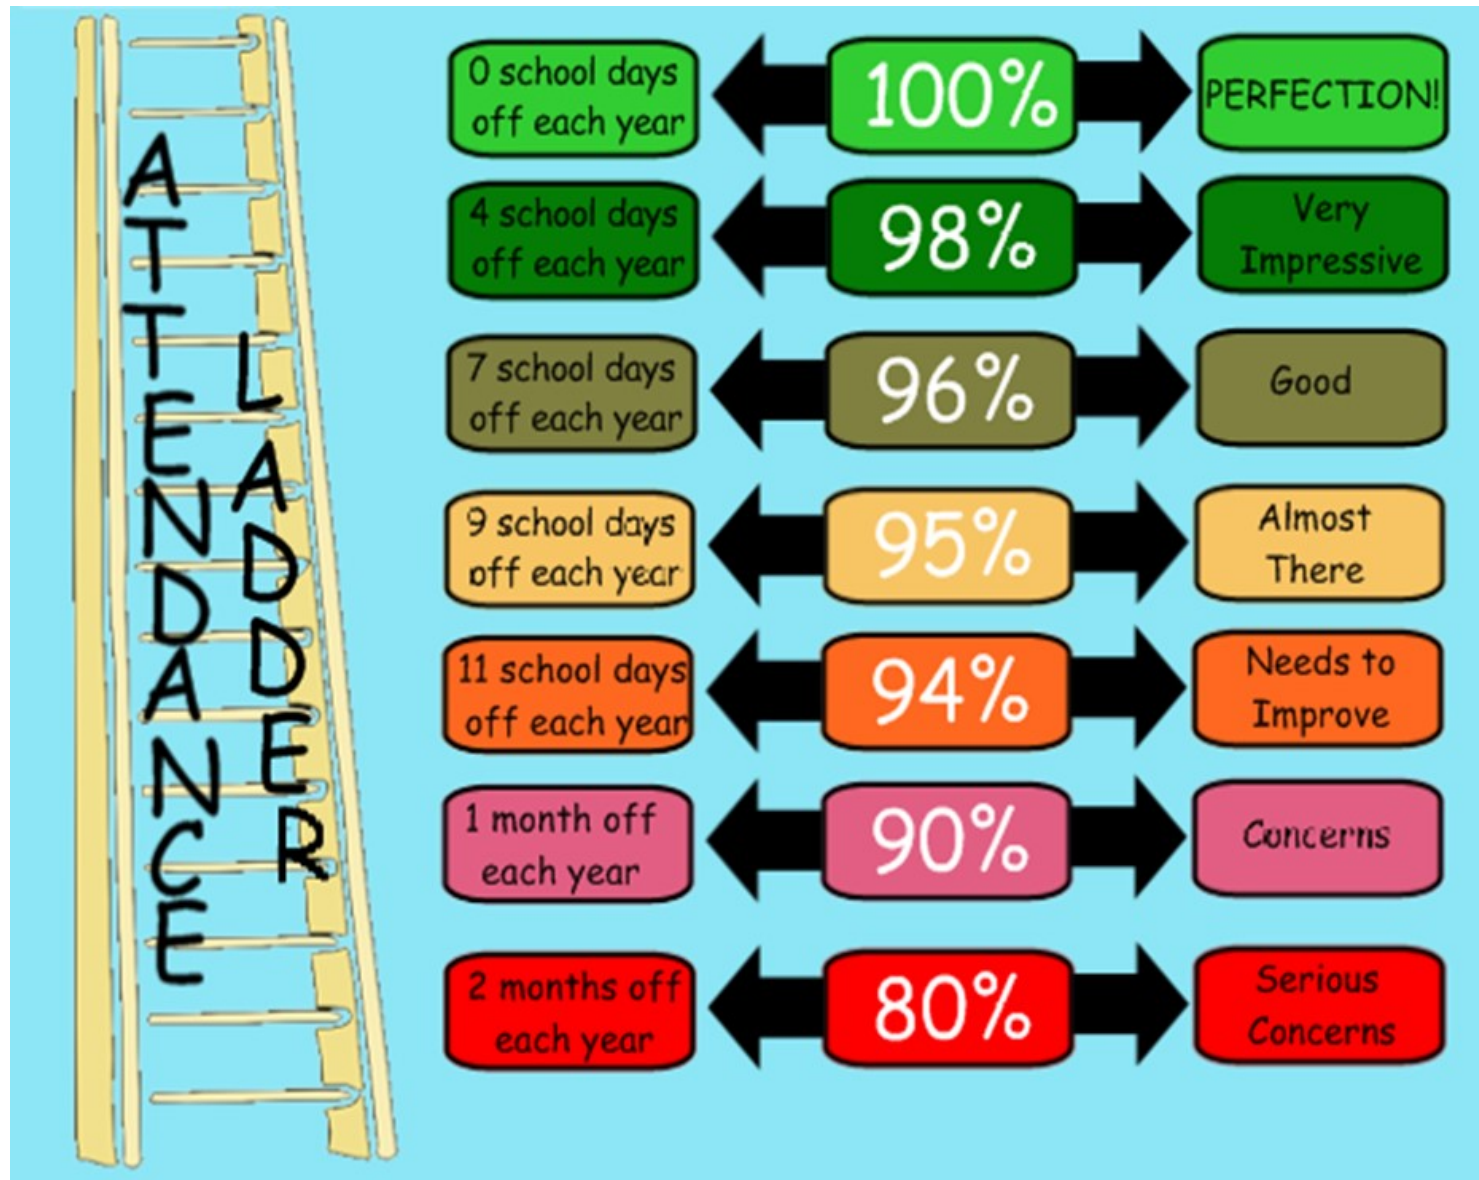 ATTENDANCE
LADDER
0 school days
off each year
100%
PERFECTION!
4 school days
off each year
98%
Very
Impressive
7 school days
off each year
96%
Good
9 school days
off each year
95%
Almost
There
11 school days
off each year
94%
Needs to
Improve
1 month off
each year
90%
Concerns
2 months off
each year
80%
Serious
Concerns